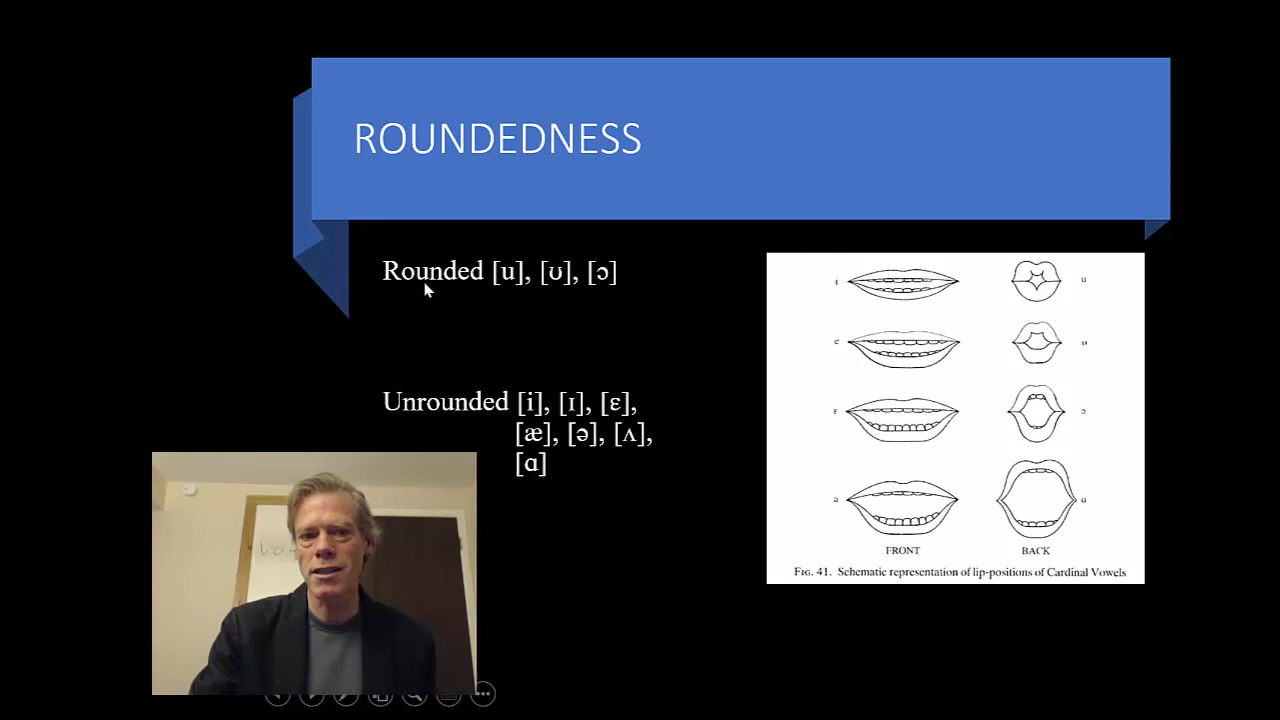 ROUNDEDNESS
Rounded [u], [ʊ], [ɔ]
Unrounded [i], [ɪ], [ɛ],
[æ], [ə], [ʌ],
[ɑ]
i u
e
ɛ ɔ
a ɑ
FRONT BACK
FIG. 41. Schematic representation of lip-positions of Cardinal Vowels